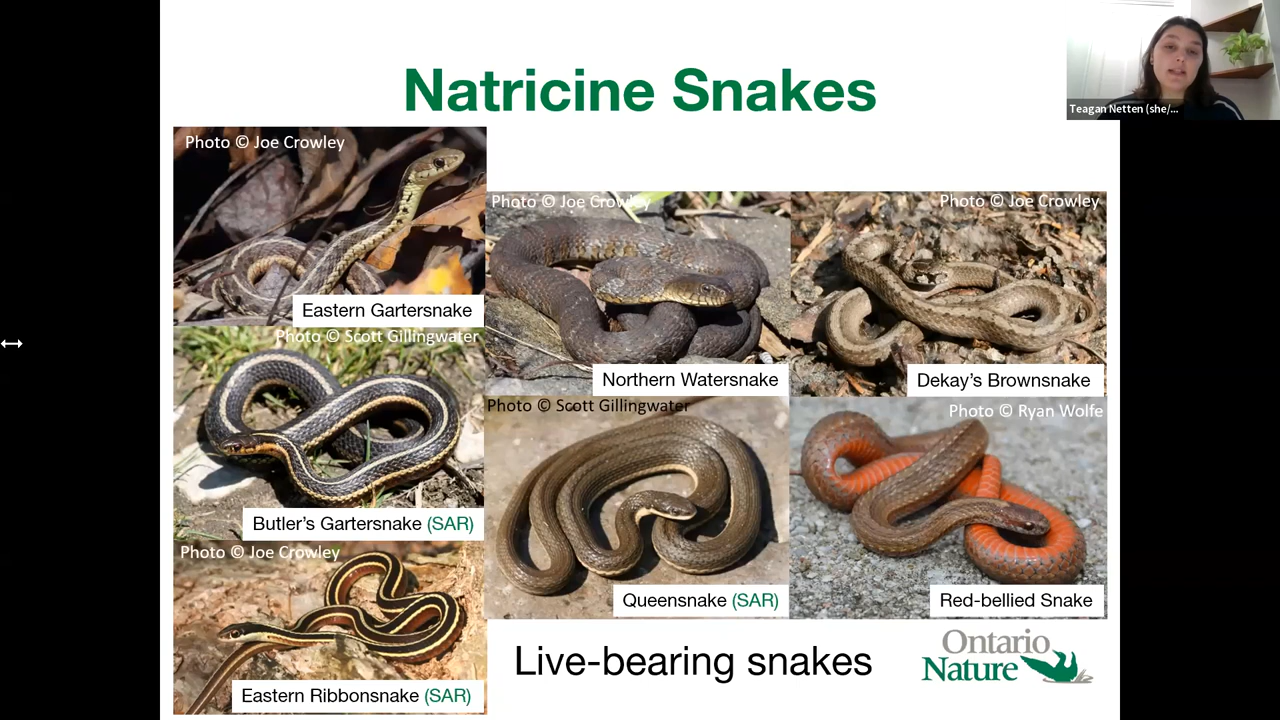 Natricine Snakes
Teagan Netten (she/...
Photo © Joe Crowley
Eastern Gartersnake
Photo © Joe Crowley
Northern Watersnake
Photo © Joe Crowley
Dekay's Brownsnake
Photo © Scott Gillingwater
Butler's Gartersnake (SAR)
Photo © Scott Gillingwater
Queensnake (SAR)
Photo © Ryan Wolfe
Red-bellied Snake
Photo © Joe Crowley
Eastern Ribbonsnake (SAR)
Live-bearing snakes
Ontario
Nature